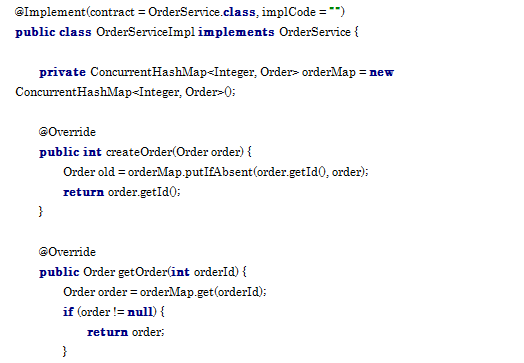 @Implement(contract = OrderService.class, implCode = "")
public class OrderServiceImpl implements OrderService {
private ConcurrentHashMap<Integer, Order> orderMap = new
ConcurrentHashMap<Integer, Order>();
@Override
public int createOrder(Order order) {
Order old = orderMap.putIfAbsent(order.getId(), order);
return order.getId();
}
@Override
public Order getOrder(int orderId) {
Order order = orderMap.get(orderId);
if (order != null) {
return order;
}